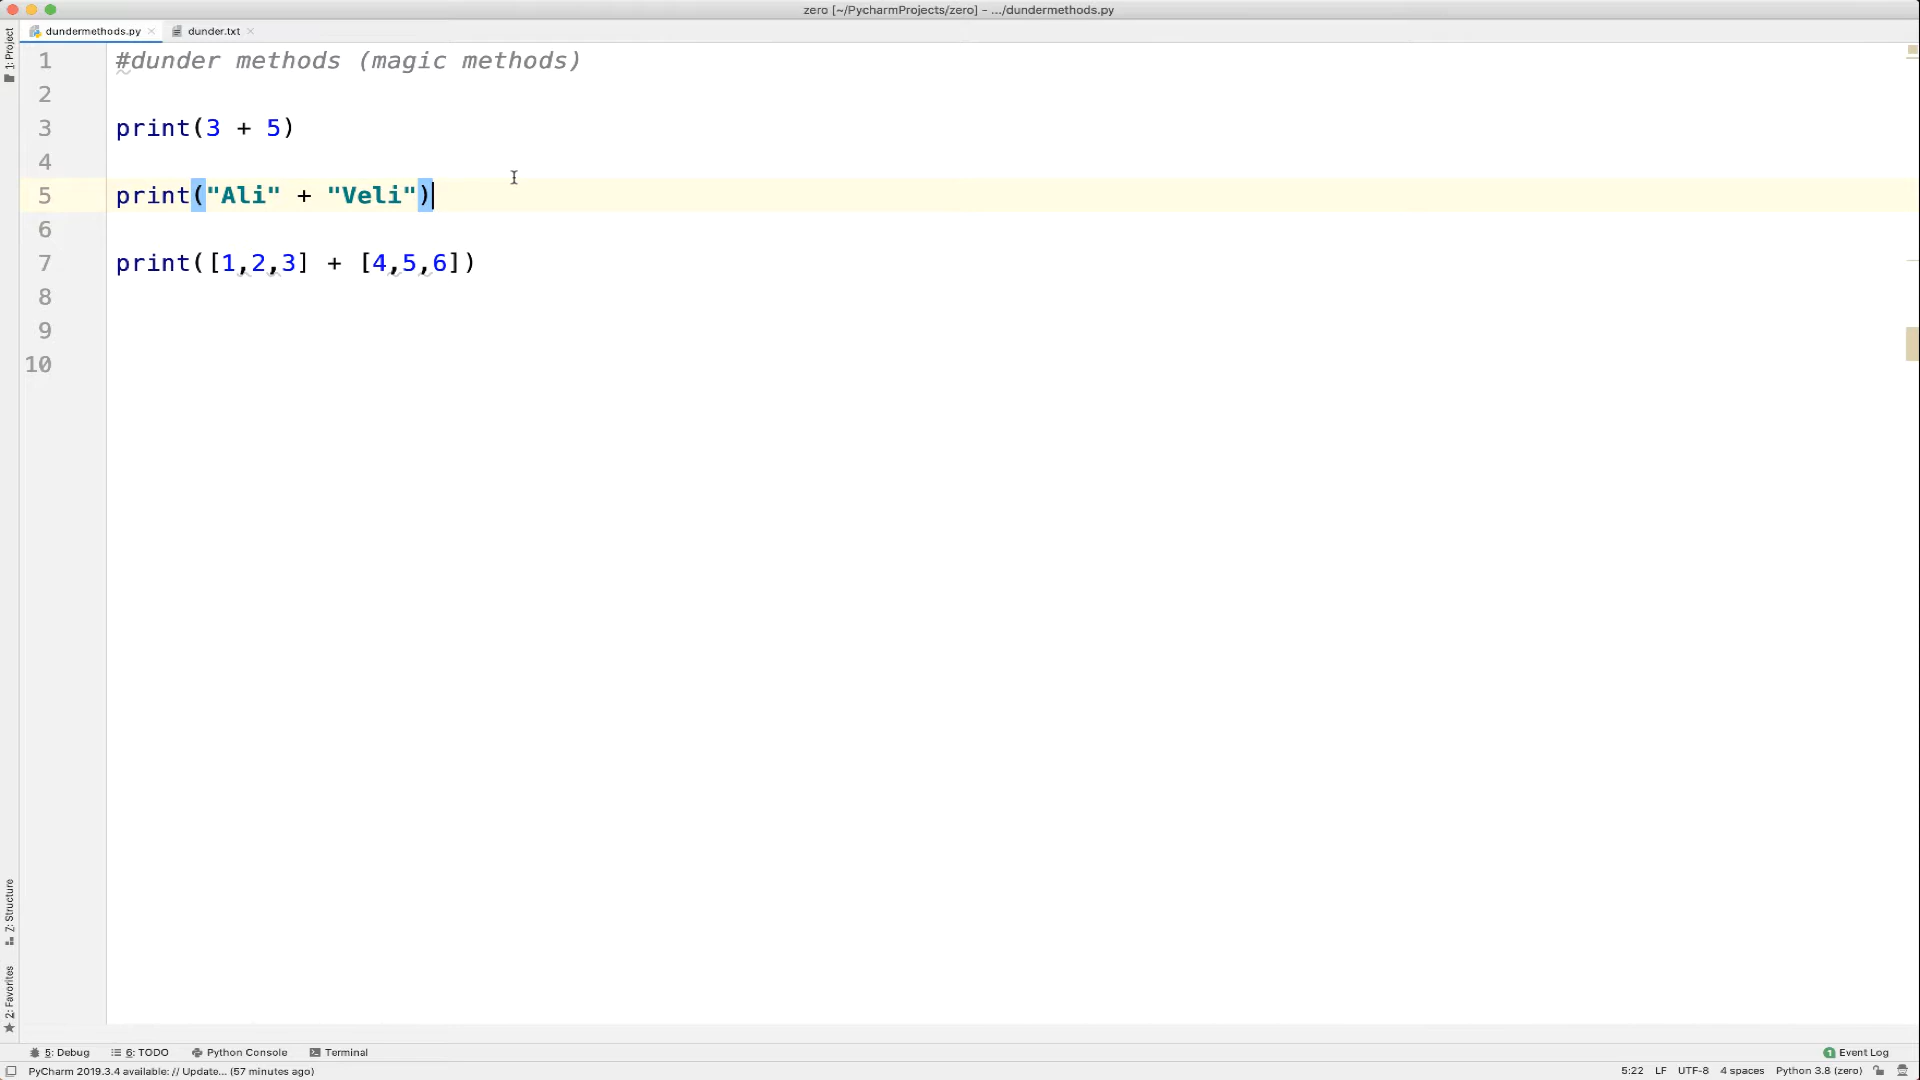 zero [~/PycharmProjects/zero] - .../dundermethods.py
dundermethods.py
dunder.txt
1: Project
1 #dunder methods (magic methods)
2
3 print(3 + 5)
4
5 print("Ali" + "Veli")
6
7 print([1,2,3] + [4,5,6])
8
9
10
Z: Structure
2: Favorites
5: Debug
6: TODO
Python Console
Terminal
1 Event Log
PyCharm 2019.3.4 available: // Update... (57 minutes ago)
5:22 LF UTF-8 4 spaces Python 3.8 (zero)